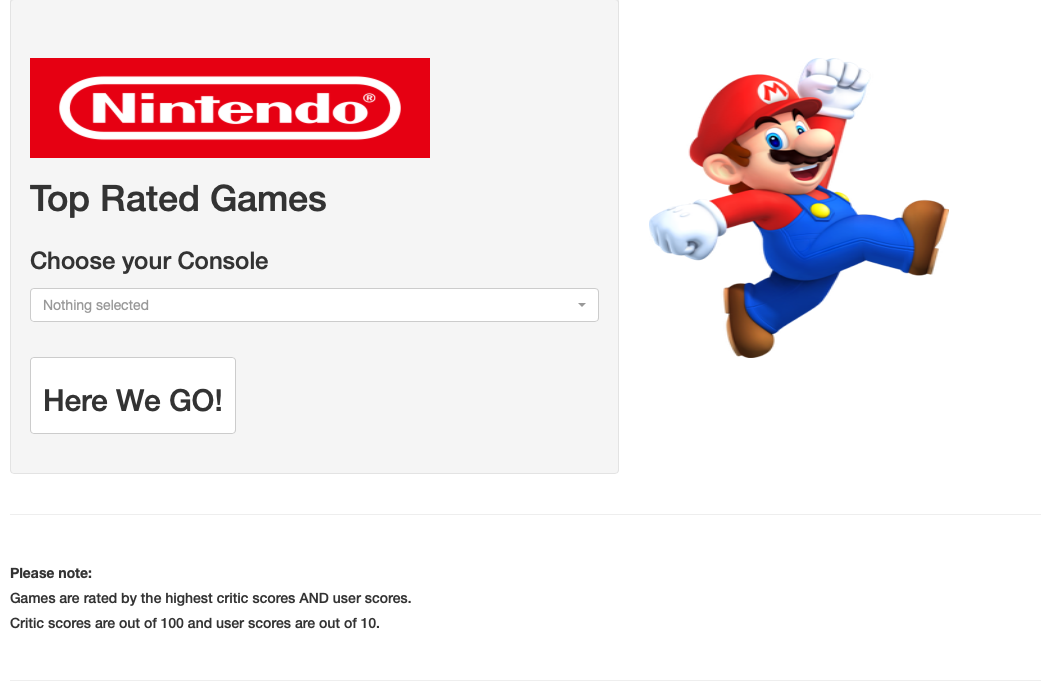 Nintendo®
Top Rated Games
Choose your Console
Nothing selected
Here We GO!
M
Please note:
Games are rated by the highest critic scores AND user scores.
Critic scores are out of 100 and user scores are out of 10.